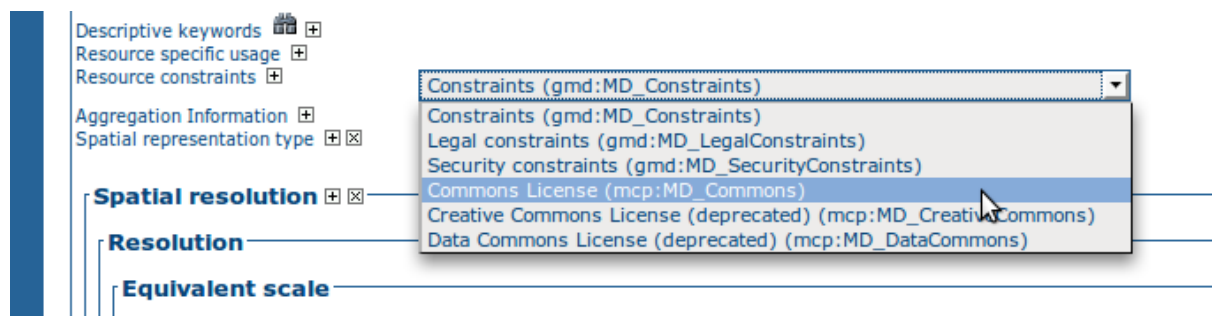 Descriptive keywords
Resource specific usage
Resource constraints
Constraints (gmd:MD_Constraints)
Constraints (gmd:MD_Constraints)
Legal constraints (gmd:MD_LegalConstraints)
Security constraints (gmd:MD_SecurityConstraints)
Commons License (mcp:MD_Commons)
Creative Commons License (deprecated) (mcp:MD_CreativeCommons)
Data Commons License (deprecated) (mcp:MD_DataCommons)
Aggregation Information
Spatial representation type
Spatial resolution
Resolution
Equivalent scale